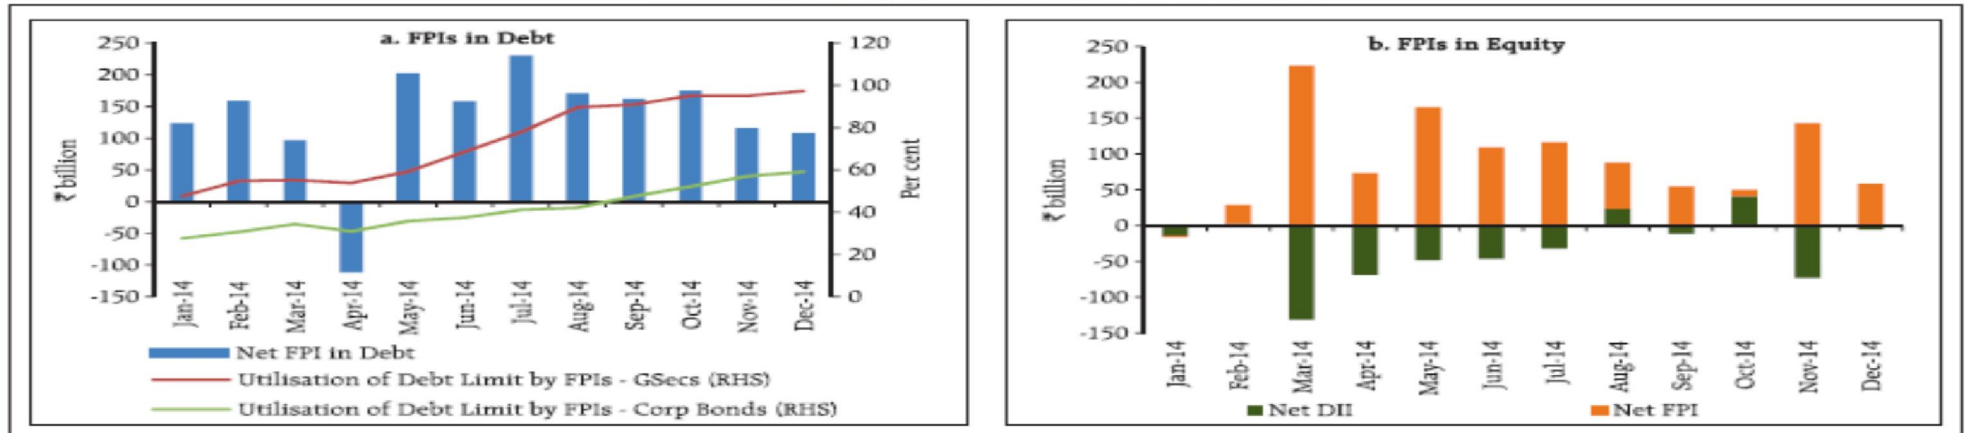 a. FPIs in Debt
250
200
150
100
50
0
-50
-100
-150
₹ billion
120
100
80
60
40
20
0
Per cent
Jan-14
Feb-14
Mar-14
Apr-14
May-14
Jun-14
Jul-14
Aug-14
Sep-14
Oct-14
Nov-14
Dec-14
Net FPI in Debt
Utilisation of Debt Limit by FPIs - GSecs (RHS)
Utilisation of Debt Limit by FPIs - Corp Bonds (RHS)
b. FPIs in Equity
250
200
150
100
50
0
-50
-100
-150
₹ billion
Jan-14
Feb-14
Mar-14
Apr-14
May-14
Jun-14
Jul-14
Aug-14
Sep-14
Oct-14
Nov-14
Dec-14
Net DII
Net FPI